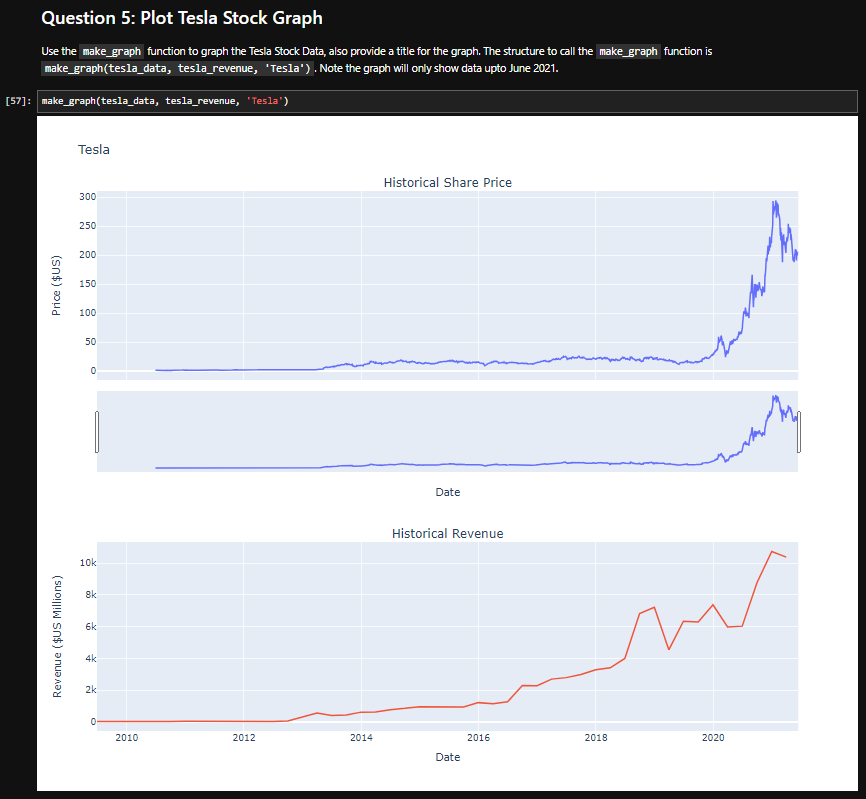 Question 5: Plot Tesla Stock Graph
Use the make_graph function to graph the Tesla Stock Data, also provide a title for the graph. The structure to call the make_graph function is
make_graph(tesla_data, tesla_revenue, 'Tesla'). Note the graph will only show data upto June 2021.
[57]: make_graph(tesla_data, tesla_revenue, 'Tesla')
Tesla
Historical Share Price
300
250
200
150
100
50
0
Price ($US)
Date
Historical Revenue
10k
8k
6k
4k
2k
0
Revenue ($US Millions)
2010 2012 2014 2016 2018 2020
Date